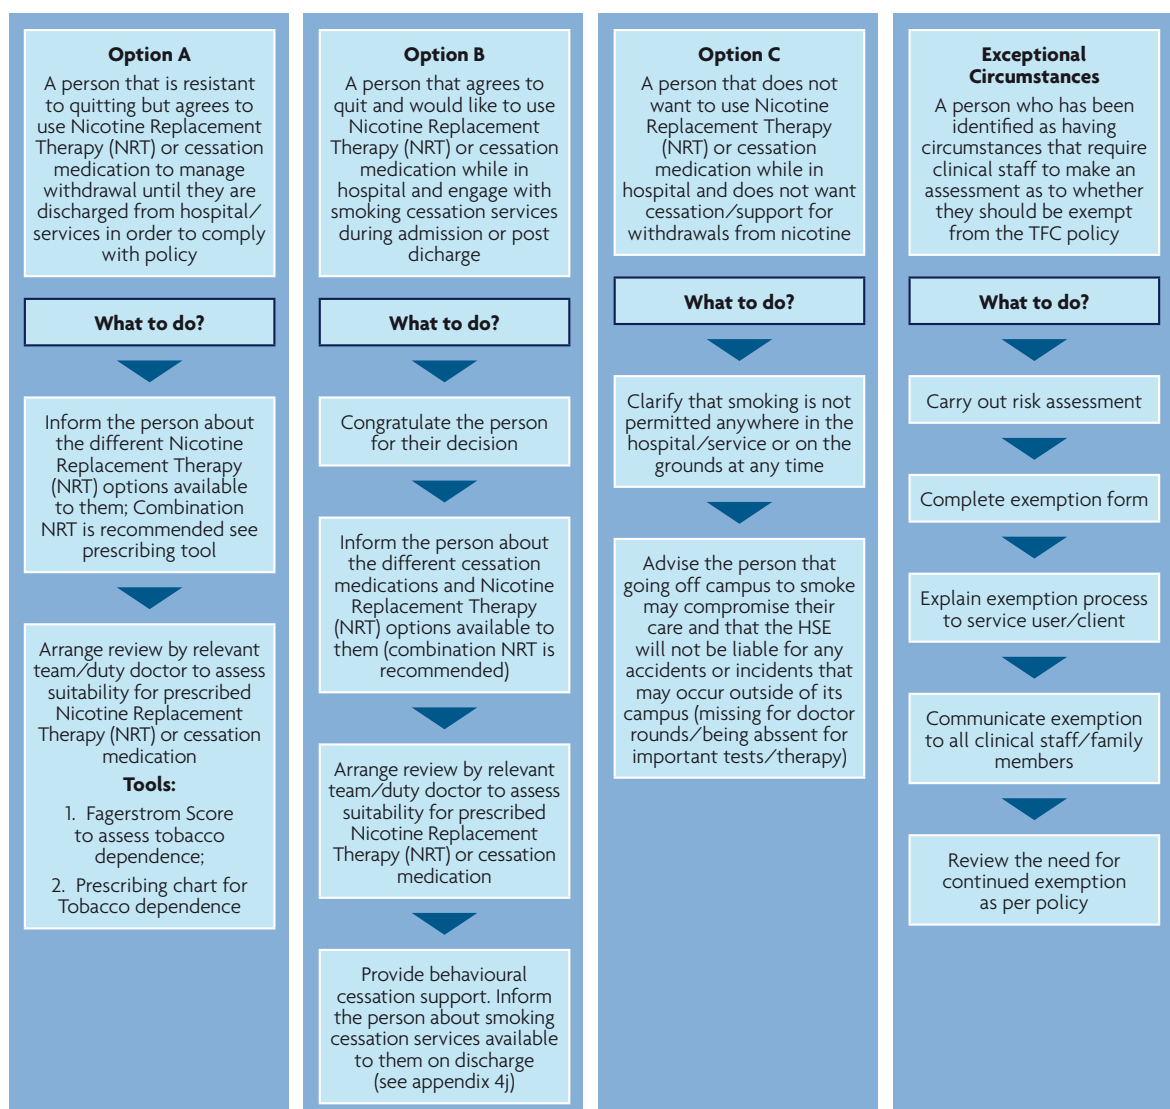 Option A
A person that is resistant
to quitting but agrees to
use Nicotine Replacement
Therapy (NRT) or cessation
medication to manage
withdrawal until they are
discharged from hospital/
services in order to comply
with policy
What to do?
Inform the person about
the different Nicotine
Replacement Therapy
(NRT) options available
to them; Combination
NRT is recommended see
prescribing tool
Arrange review by relevant
team/duty doctor to assess
suitability for prescribed
Nicotine Replacement
Therapy (NRT) or cessation
medication
Tools:
1. Fagerstrom Score
to assess tobacco
dependence;
2. Prescribing chart for
Tobacco dependence
Option B
A person that agrees to
quit and would like to use
Nicotine Replacement
Therapy (NRT) or cessation
medication while in
hospital and engage with
smoking cessation services
during admission or post
dicharge
What to do?
Congratulate the person
for their decision
Inform the person about
the different cessation
medications and Nicotine
Replacement Therapy
(NRT) options available to
them (combination NRT is
recommended)
Arrange review by relevant
team/duty doctor to assess
suitability for prescribed
Nicotine Replacement
Therapy (NRT) or cessation
medication
Provide behavioural
cessation support. Inform
the person about smoking
cessation services available
to them on discharge
(see appendix 4j)
Option C
A person that does not
want to use Nicotine
Replacement Therapy
(NRT) or cessation
medication while in
hospital and does not want
cessation/support for
withdrawals from nicotine
What to do?
Clarify that smoking is not
permitted anywhere in the
hospital/service or on the
grounds at any time
Advise the person that
going off campus to smoke
may compromise their
care and that the HSE
will not be liable for any
accidents or incidents that
may occur outside of its
campus (missing for doctor
rounds/being abssent for
important tests/therapy)
Exceptional
Circumstances
A person who has been
identified as having
circumstances that require
clinical staff to make an
assessment as to whether
they should be exempt
from the TFC policy
What to do?
Carry out risk assessment
Complete exemption form
Explain exemption process
to service user/client
Communicate exemption
to all clinical staff/family
members
Review the need for
continued exemption
as per policy